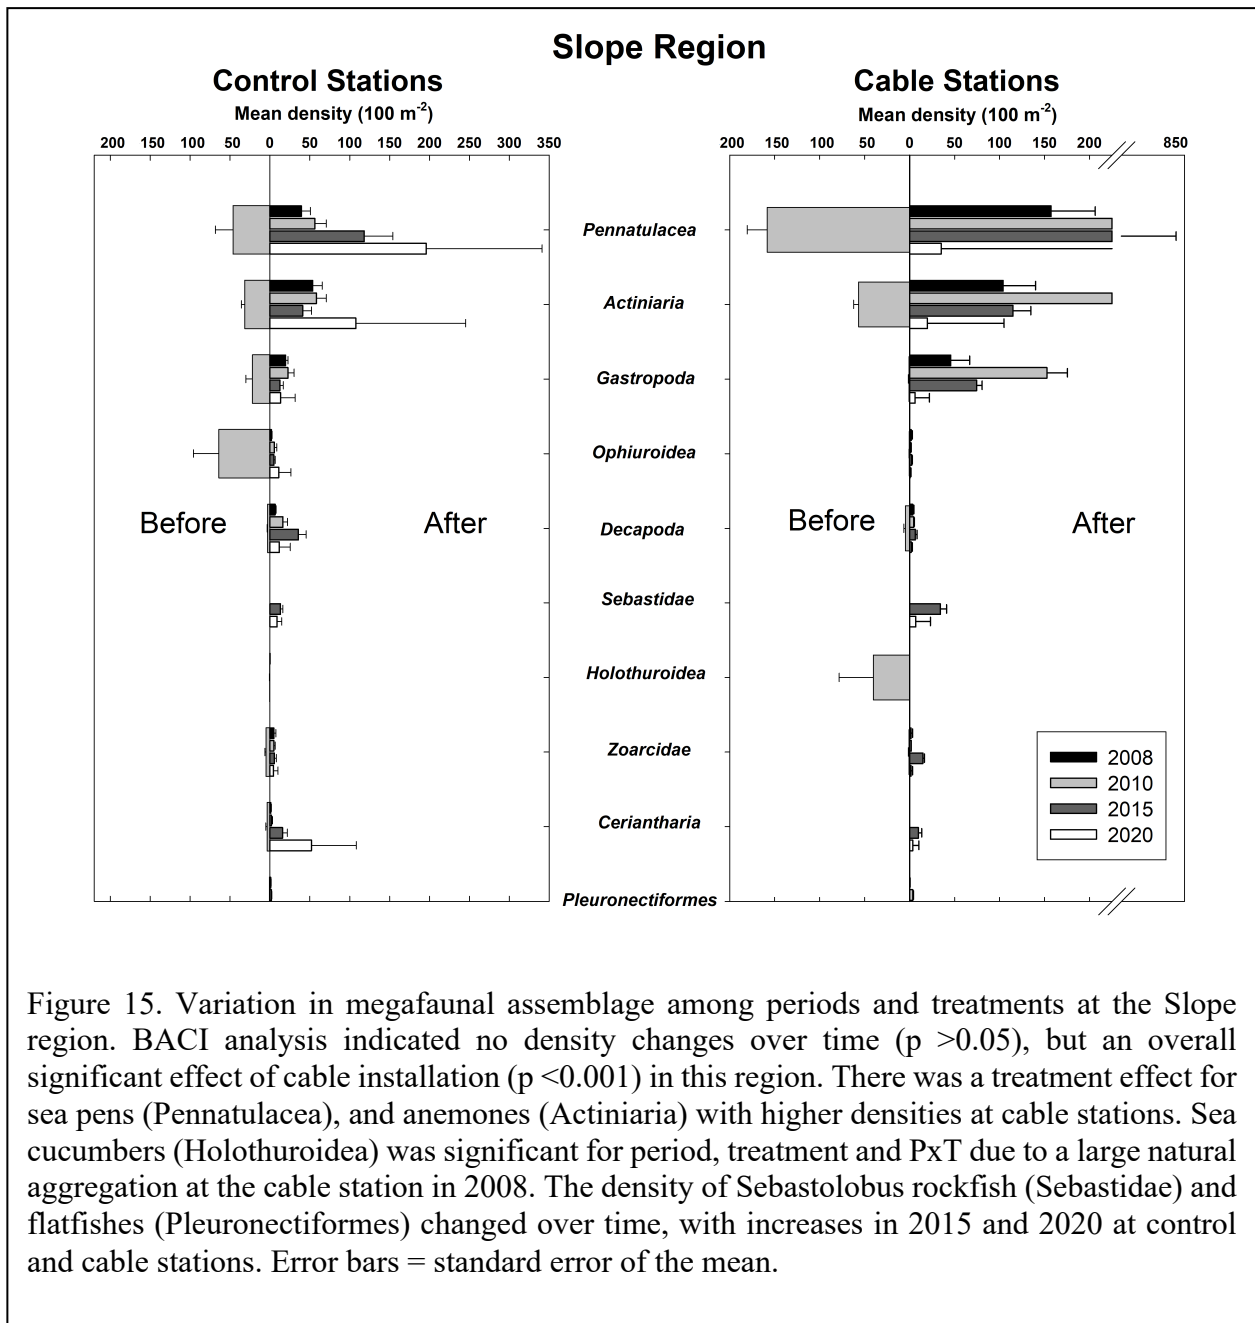 Slope Region
Control Stations
Mean density (100 m-2)
200 150 100 50 0 50 100 150 200 250 300 350
Cable Stations
Mean density (100 m-2)
200 150 100 50 0 50 100 150 200 850
Pennatulacea
Actiniaria
Gastropoda
Ophiuroidea
Before After
Decapoda
Before After
Sebastidae
Holothuroidea
Zoarcidae
Ceriantharia
Pleuronectiformes
2008
2010
2015
2020
Figure 15. Variation in megafaunal assemblage among periods and treatments at the Slope
region. BACI analysis indicated no density changes over time (p >0.05), but an overall
significant effect of cable installation (p <0.001) in this region. There was a treatment effect for
sea pens (Pennatulacea), and anemones (Actiniaria) with higher densities at cable stations. Sea
cucumbers (Holothuroidea) was significant for period, treatment and PxT due to a large natural
aggregation at the cable station in 2008. The density of Sebastolobus rockfish (Sebastidae) and
flatfishes (Pleuronectiformes) changed over time, with increases in 2015 and 2020 at control
and cable stations. Error bars = standard error of the mean.